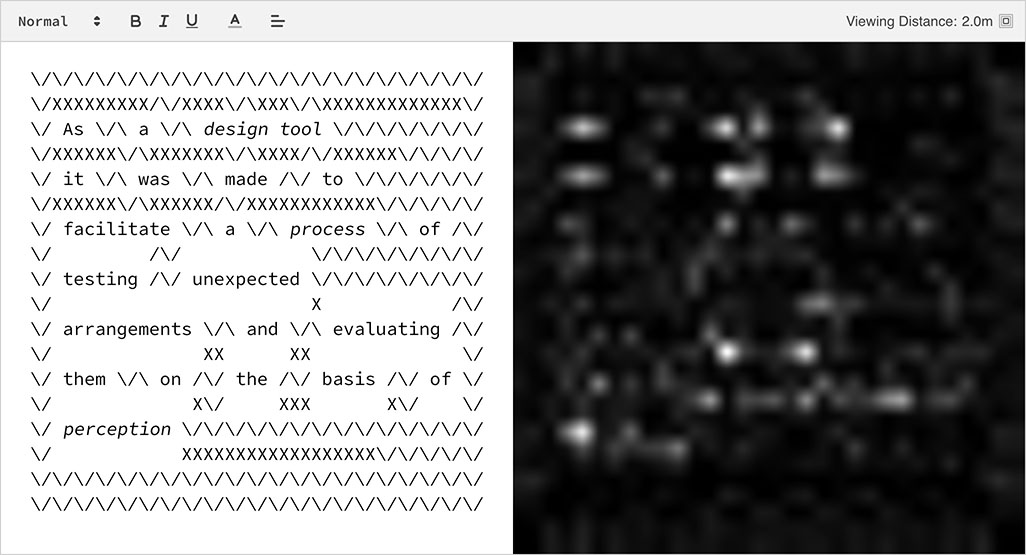 Normal B I U A
Viewing Distance: 2.0m
\/\/\/\/\/\/\/\/\/\/\/\/\/\/\/\/\/\/\/\/\/
\/XXXXXXXXX/\/XXXX\/\XXX\/\XXXXXXXXXXXXX\/
\/ As \/\ a \/\ design tool \/\/\/\/\/\/\/
\/XXXXXX\/\XXXXXXX\/\XXXX/\/XXXXXX\/\/\/\/
\/ it \/\ was \/\ made /\/ to \/\/\/\/\/\/
\/XXXXXX\/\XXXXXX/\/XXXXXXXXXXXX\/\/\/\/\/
\/ facilitate \/\ a \/\ process \/\ of /\/
\/         /\/            \/\/\/\/\/\/\/\/
\/ testing /\/ unexpected \/\/\/\/\/\/\/\/
\/                        X            /\/
\/ arrangements \/\ and \/\ evaluating /\/
\/              XX      XX              \/
\/ them \/\ on /\/ the /\/ basis /\/ of \/
\/             X\/     XXX       X\/    \/
\/ perception \/\/\/\/\/\/\/\/\/\/\/\/\/\/
\/            XXXXXXXXXXXXXXXXXX\/\/\/\/\/
\/\/\/\/\/\/\/\/\/\/\/\/\/\/\/\/\/\/\/\/\/
\/\/\/\/\/\/\/\/\/\/\/\/\/\/\/\/\/\/\/\/\/